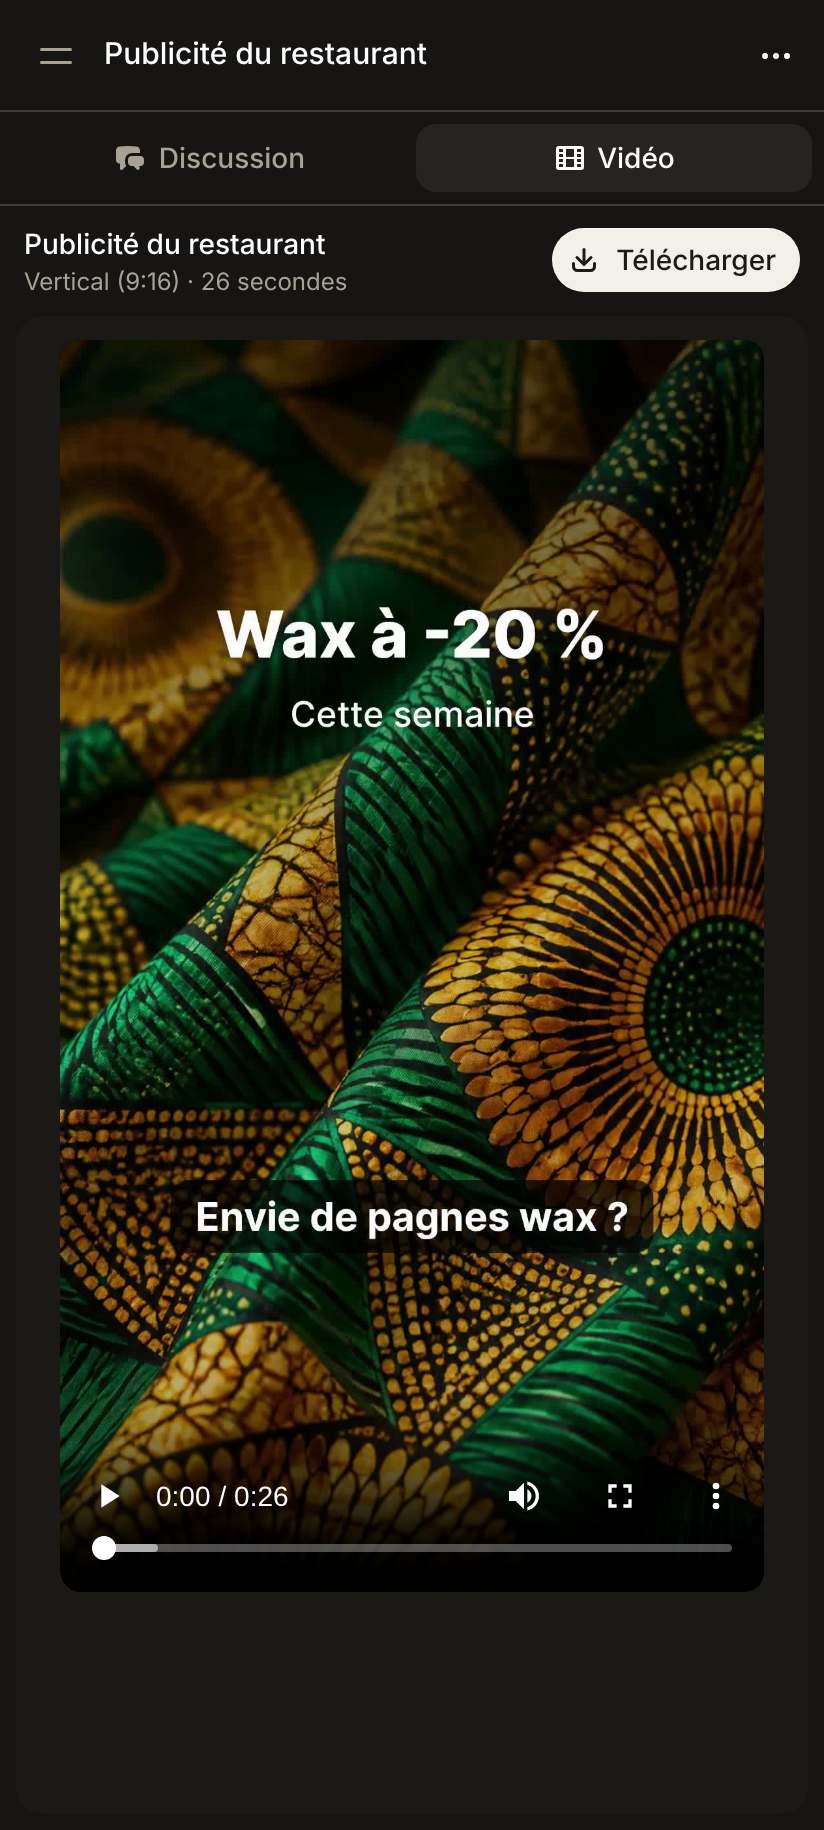 Publicité du restaurant
Discussion
Vidéo
Publicité du restaurant
Vertical (9:16) · 26 secondes
Télécharger
Wax à -20 %
Cette semaine
Envie de pagnes wax ?
0:00 / 0:26